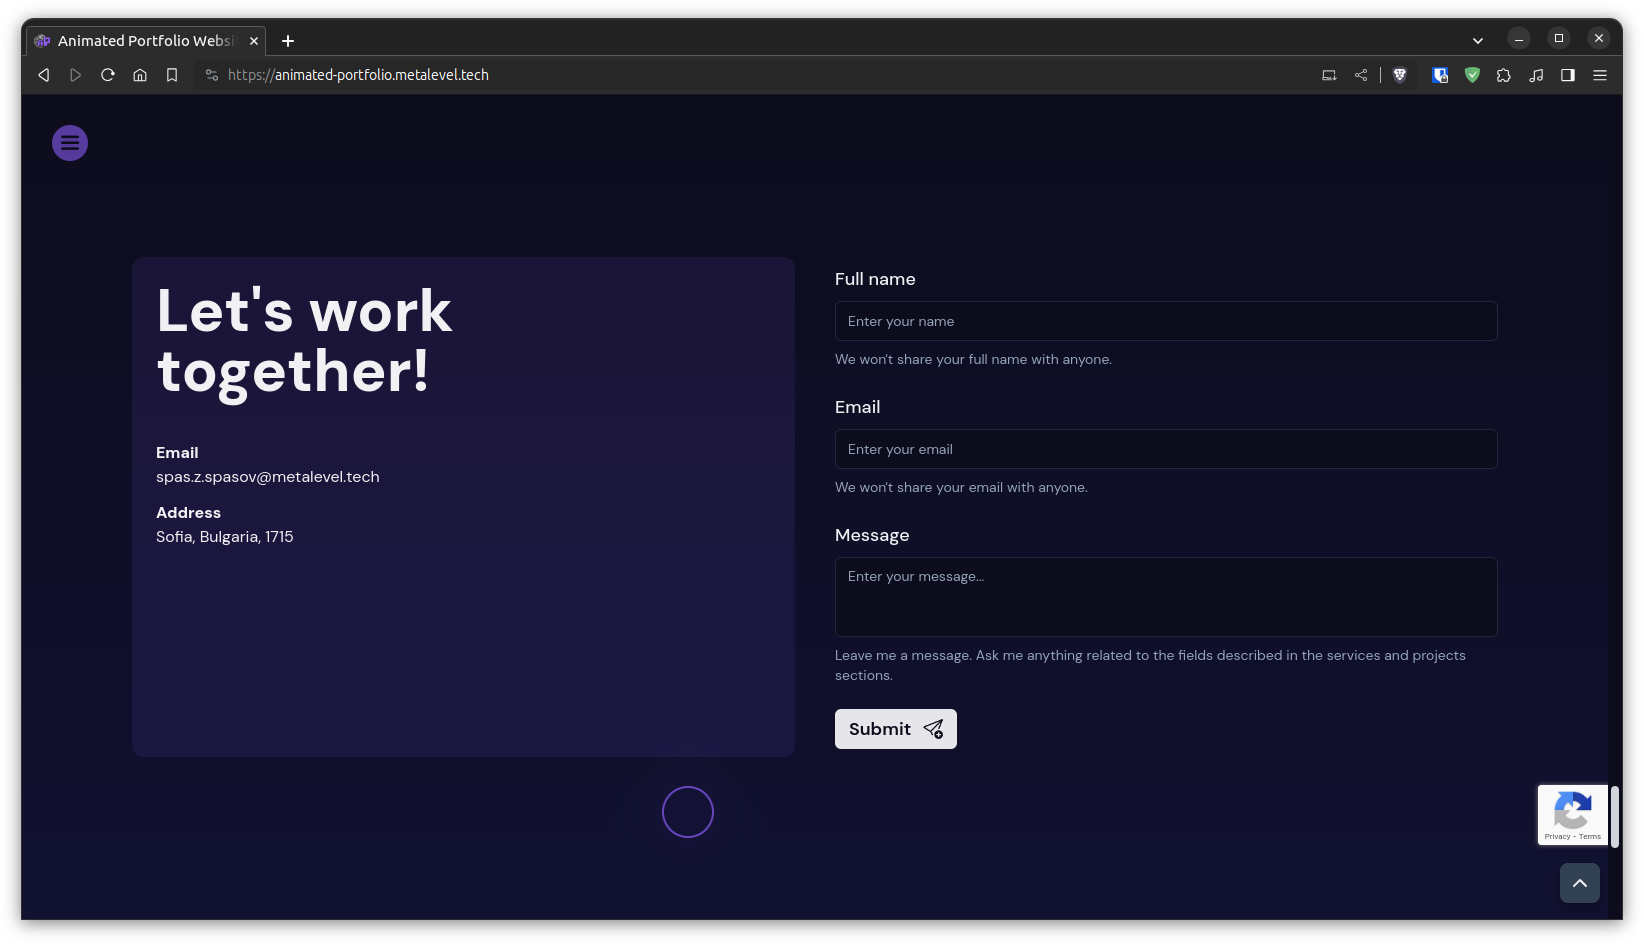 Animated Portfolio Websi
https://animated-portfolio.metalevel.tech
Let's work
together!
Email
spas.z.spasov@metalevel.tech
Address
Sofia, Bulgaria, 1715
Full name
Enter your name
We won't share your full name with anyone.
Email
Enter your email
We won't share your email with anyone.
Message
Enter your message...
Leave me a message. Ask me anything related to the fields described in the services and projects
sections.
Submit
Privacy - Terms